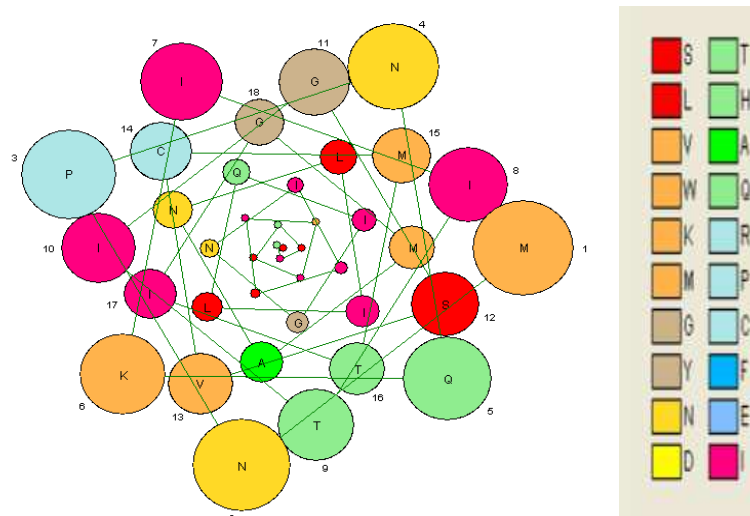 4
11
7
N
G
I
18
G
14
C
15
L
M
3
P
Q
8
I
I
N
I
10
I
N
M
M
1
17
I
L
S
12
G
I
A
T
K
V
Q
6
13
16
5
T
N
9
S T
L H
V A
W Q
K R
M P
G C
Y F
N E
D I